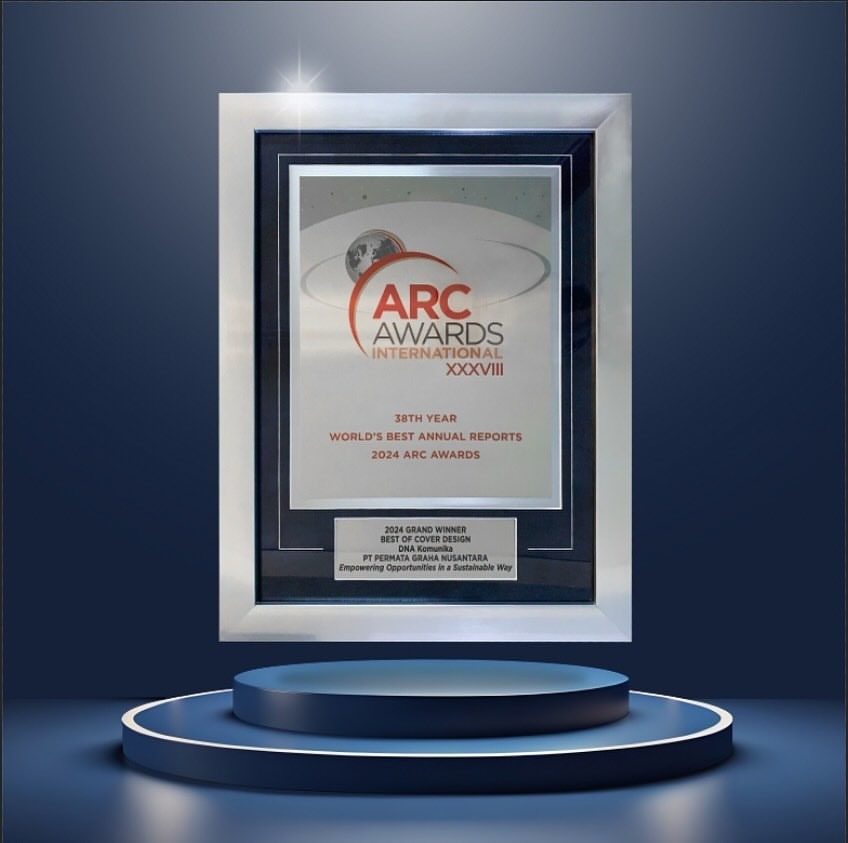 ARC
AWARDS
INTERNATIONAL
XXXVIII
38TH YEAR
WORLD'S BEST ANNUAL REPORTS
2024 ARC AWARDS
2024 GRAND WINNER
BEST OF COVER DESIGN
DNA Komunika
PT PERMATA GRAHA NUSANTARA
Empowering Opportunities in a Sustainable Way